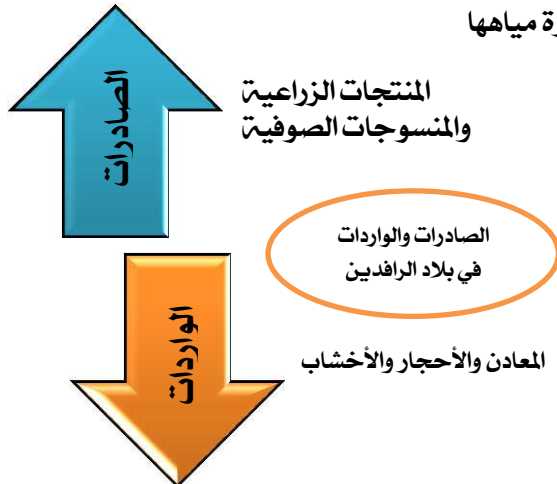 ة مياهها
المنتجات الزراعية
والمنسوجات الصوفية
الصادرات
الصادرات والواردات
في بلاد الرافدين
المعادن والأحجار والأخشاب
الواردات